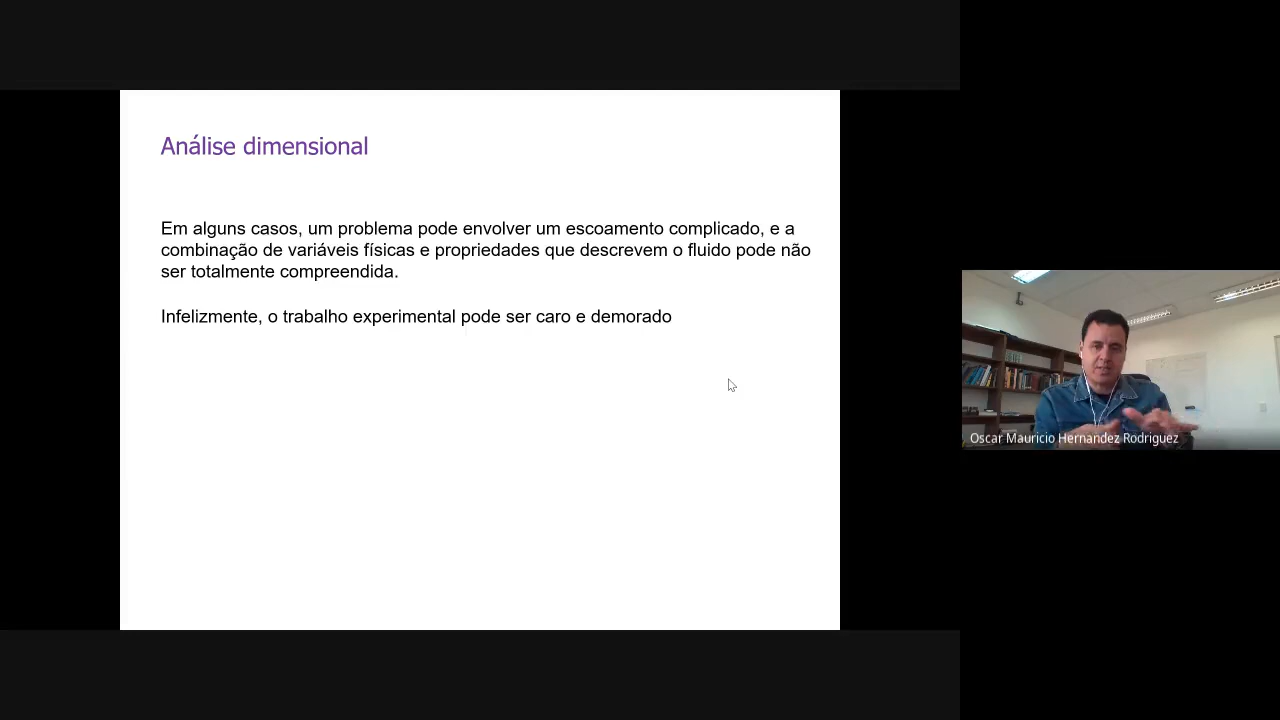 Análise dimensional
Em alguns casos, um problema pode envolver um escoamento complicado, e a
combinação de variáveis físicas e propriedades que descrevem o fluido pode não
ser totalmente compreendida.
Infelizmente, o trabalho experimental pode ser caro e demorado
Oscar Mauricio Hernandez Rodriguez